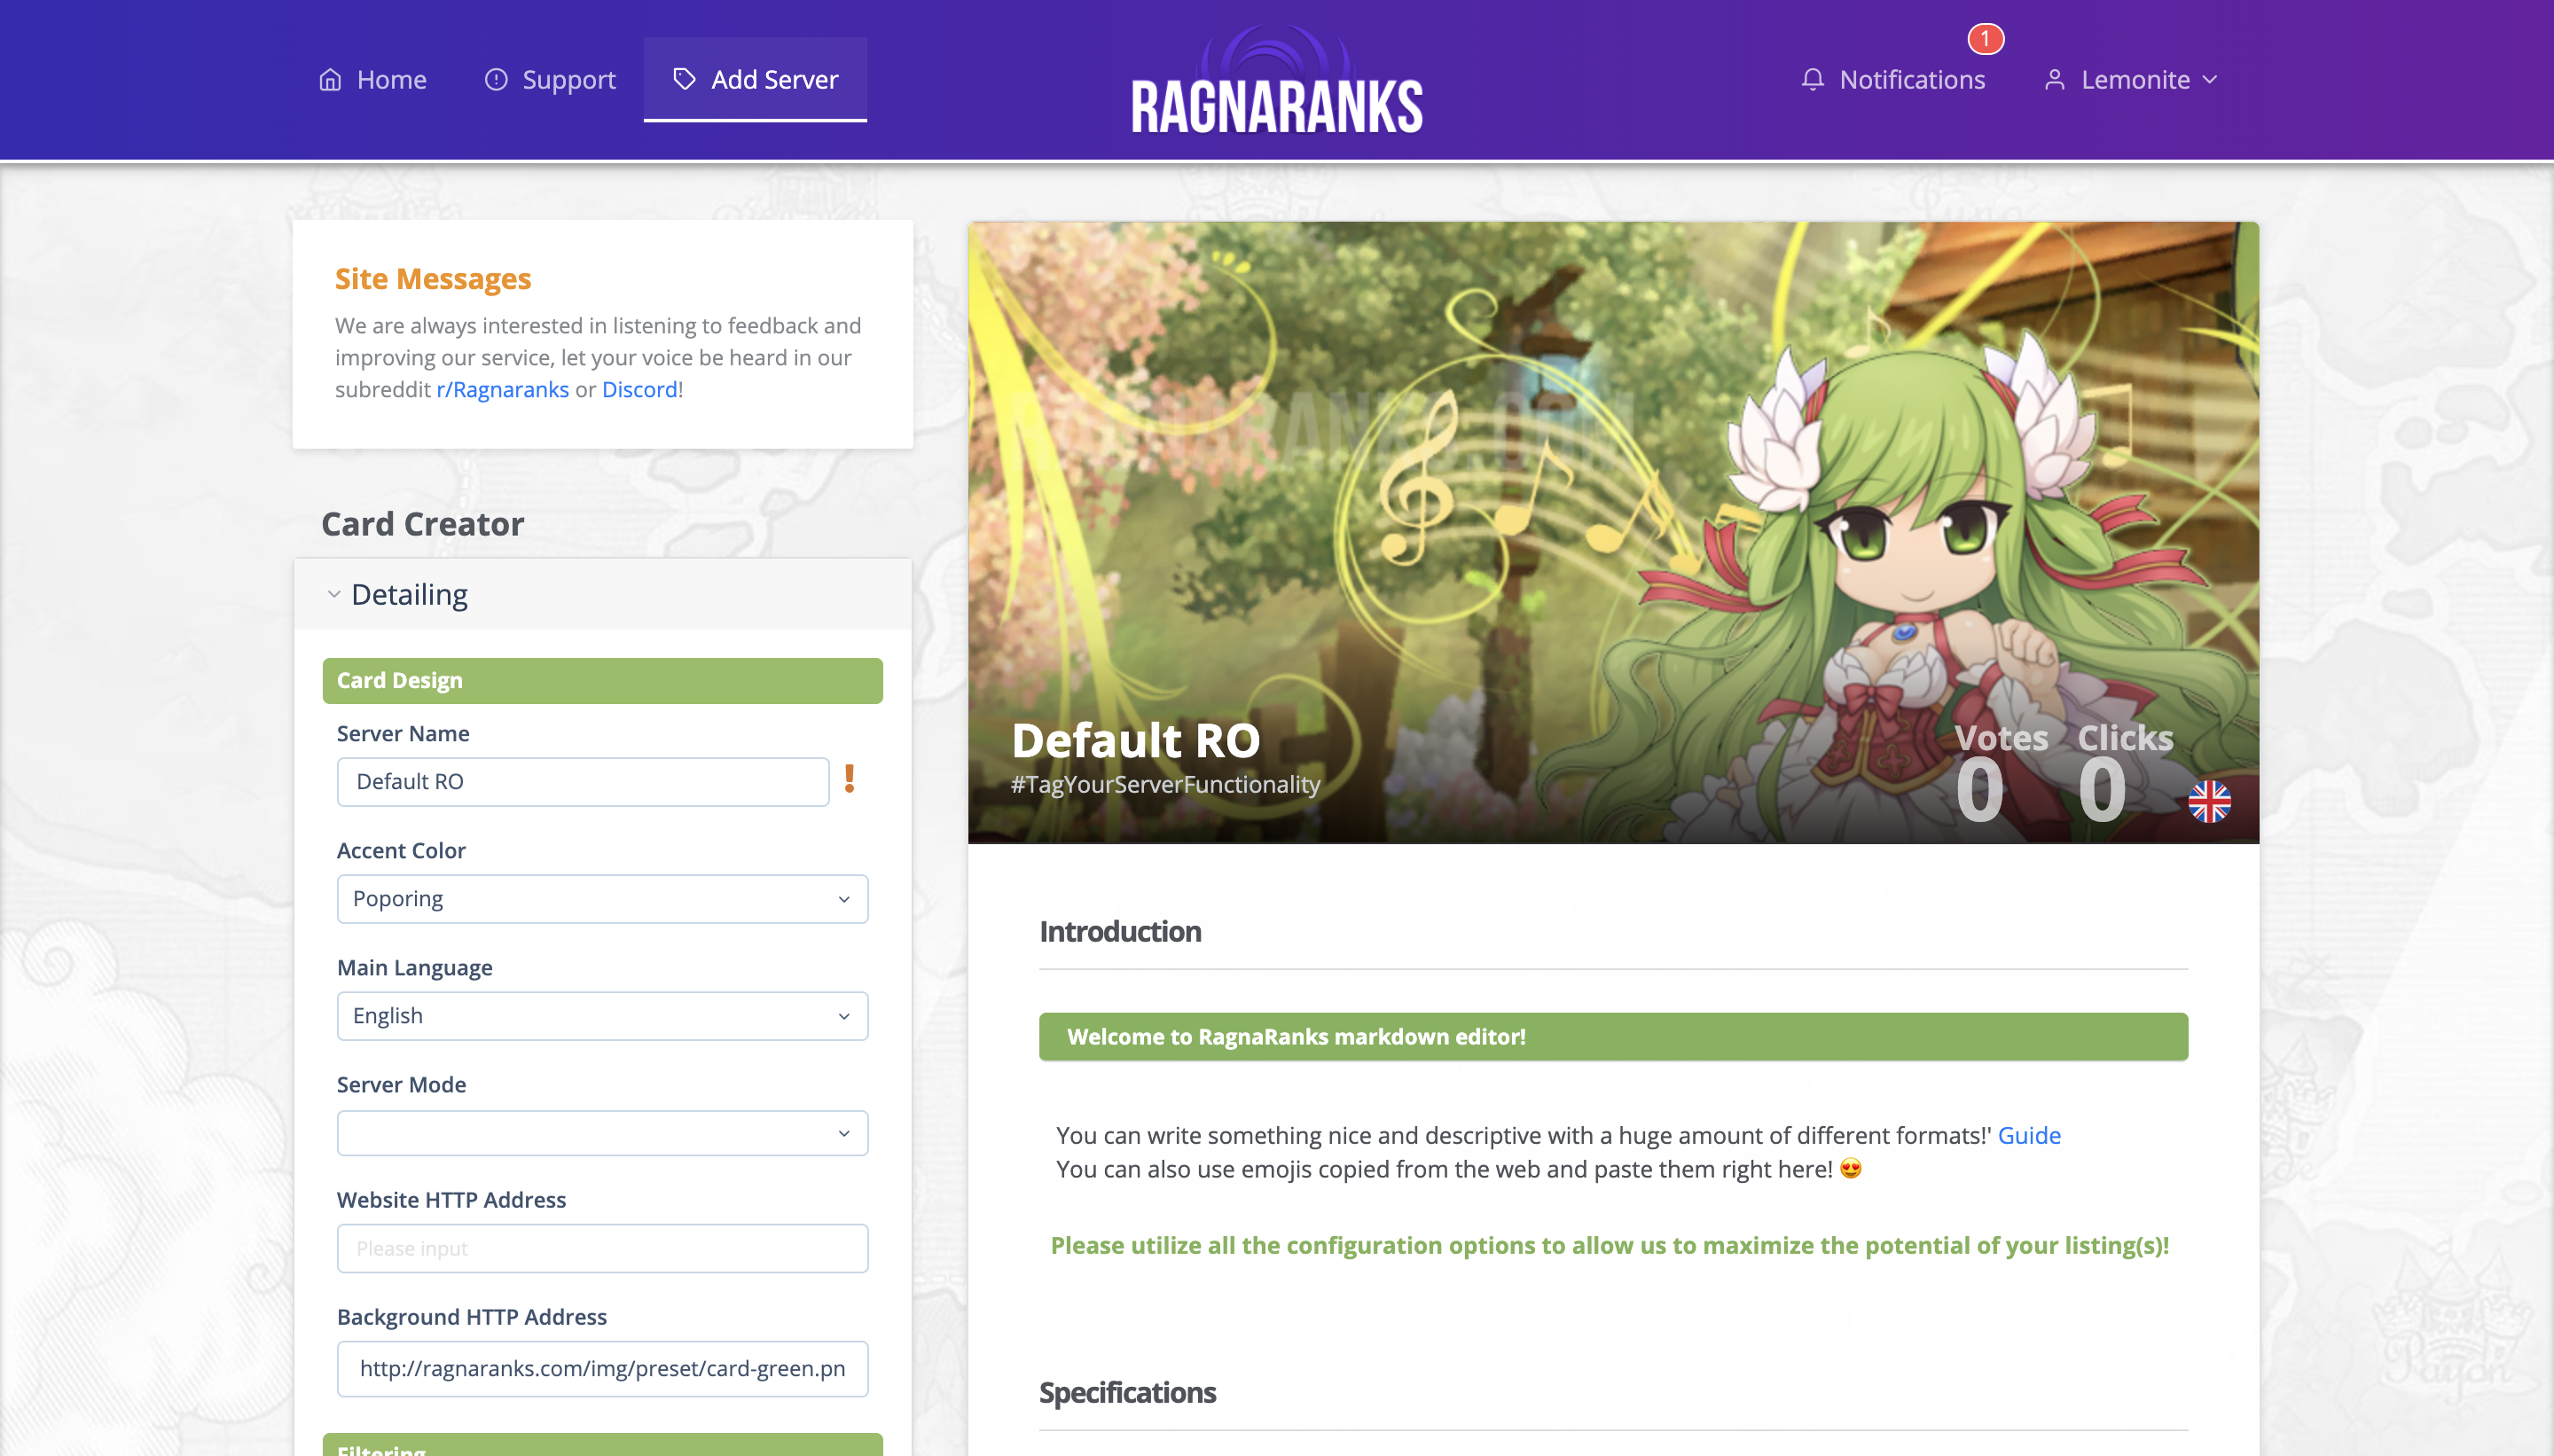 Home
Support
Add Server
RAGNARANKS
1
Notifications
Lemonite
Site Messages
We are always interested in listening to feedback and
improving our service, let your voice be heard in our
subreddit r/Ragnaranks or Discord!
Card Creator
Detailing
Card Design
Server Name
Default RO
Accent Color
Poporing
Main Language
English
Server Mode
Website HTTP Address
Please input
Background HTTP Address
http://ragnaranks.com/img/preset/card-green.pn
Filtering
RAGNARANKS.COM
Default RO
#TagYourServerFunctionality
Votes
0
Clicks
0
Introduction
Welcome to RagnaRanks markdown editor!
You can write something nice and descriptive with a huge amount of different formats!' Guide
You can also use emojis copied from the web and paste them right here! 😍
Please utilize all the configuration options to allow us to maximize the potential of your listing(s)!
Specifications